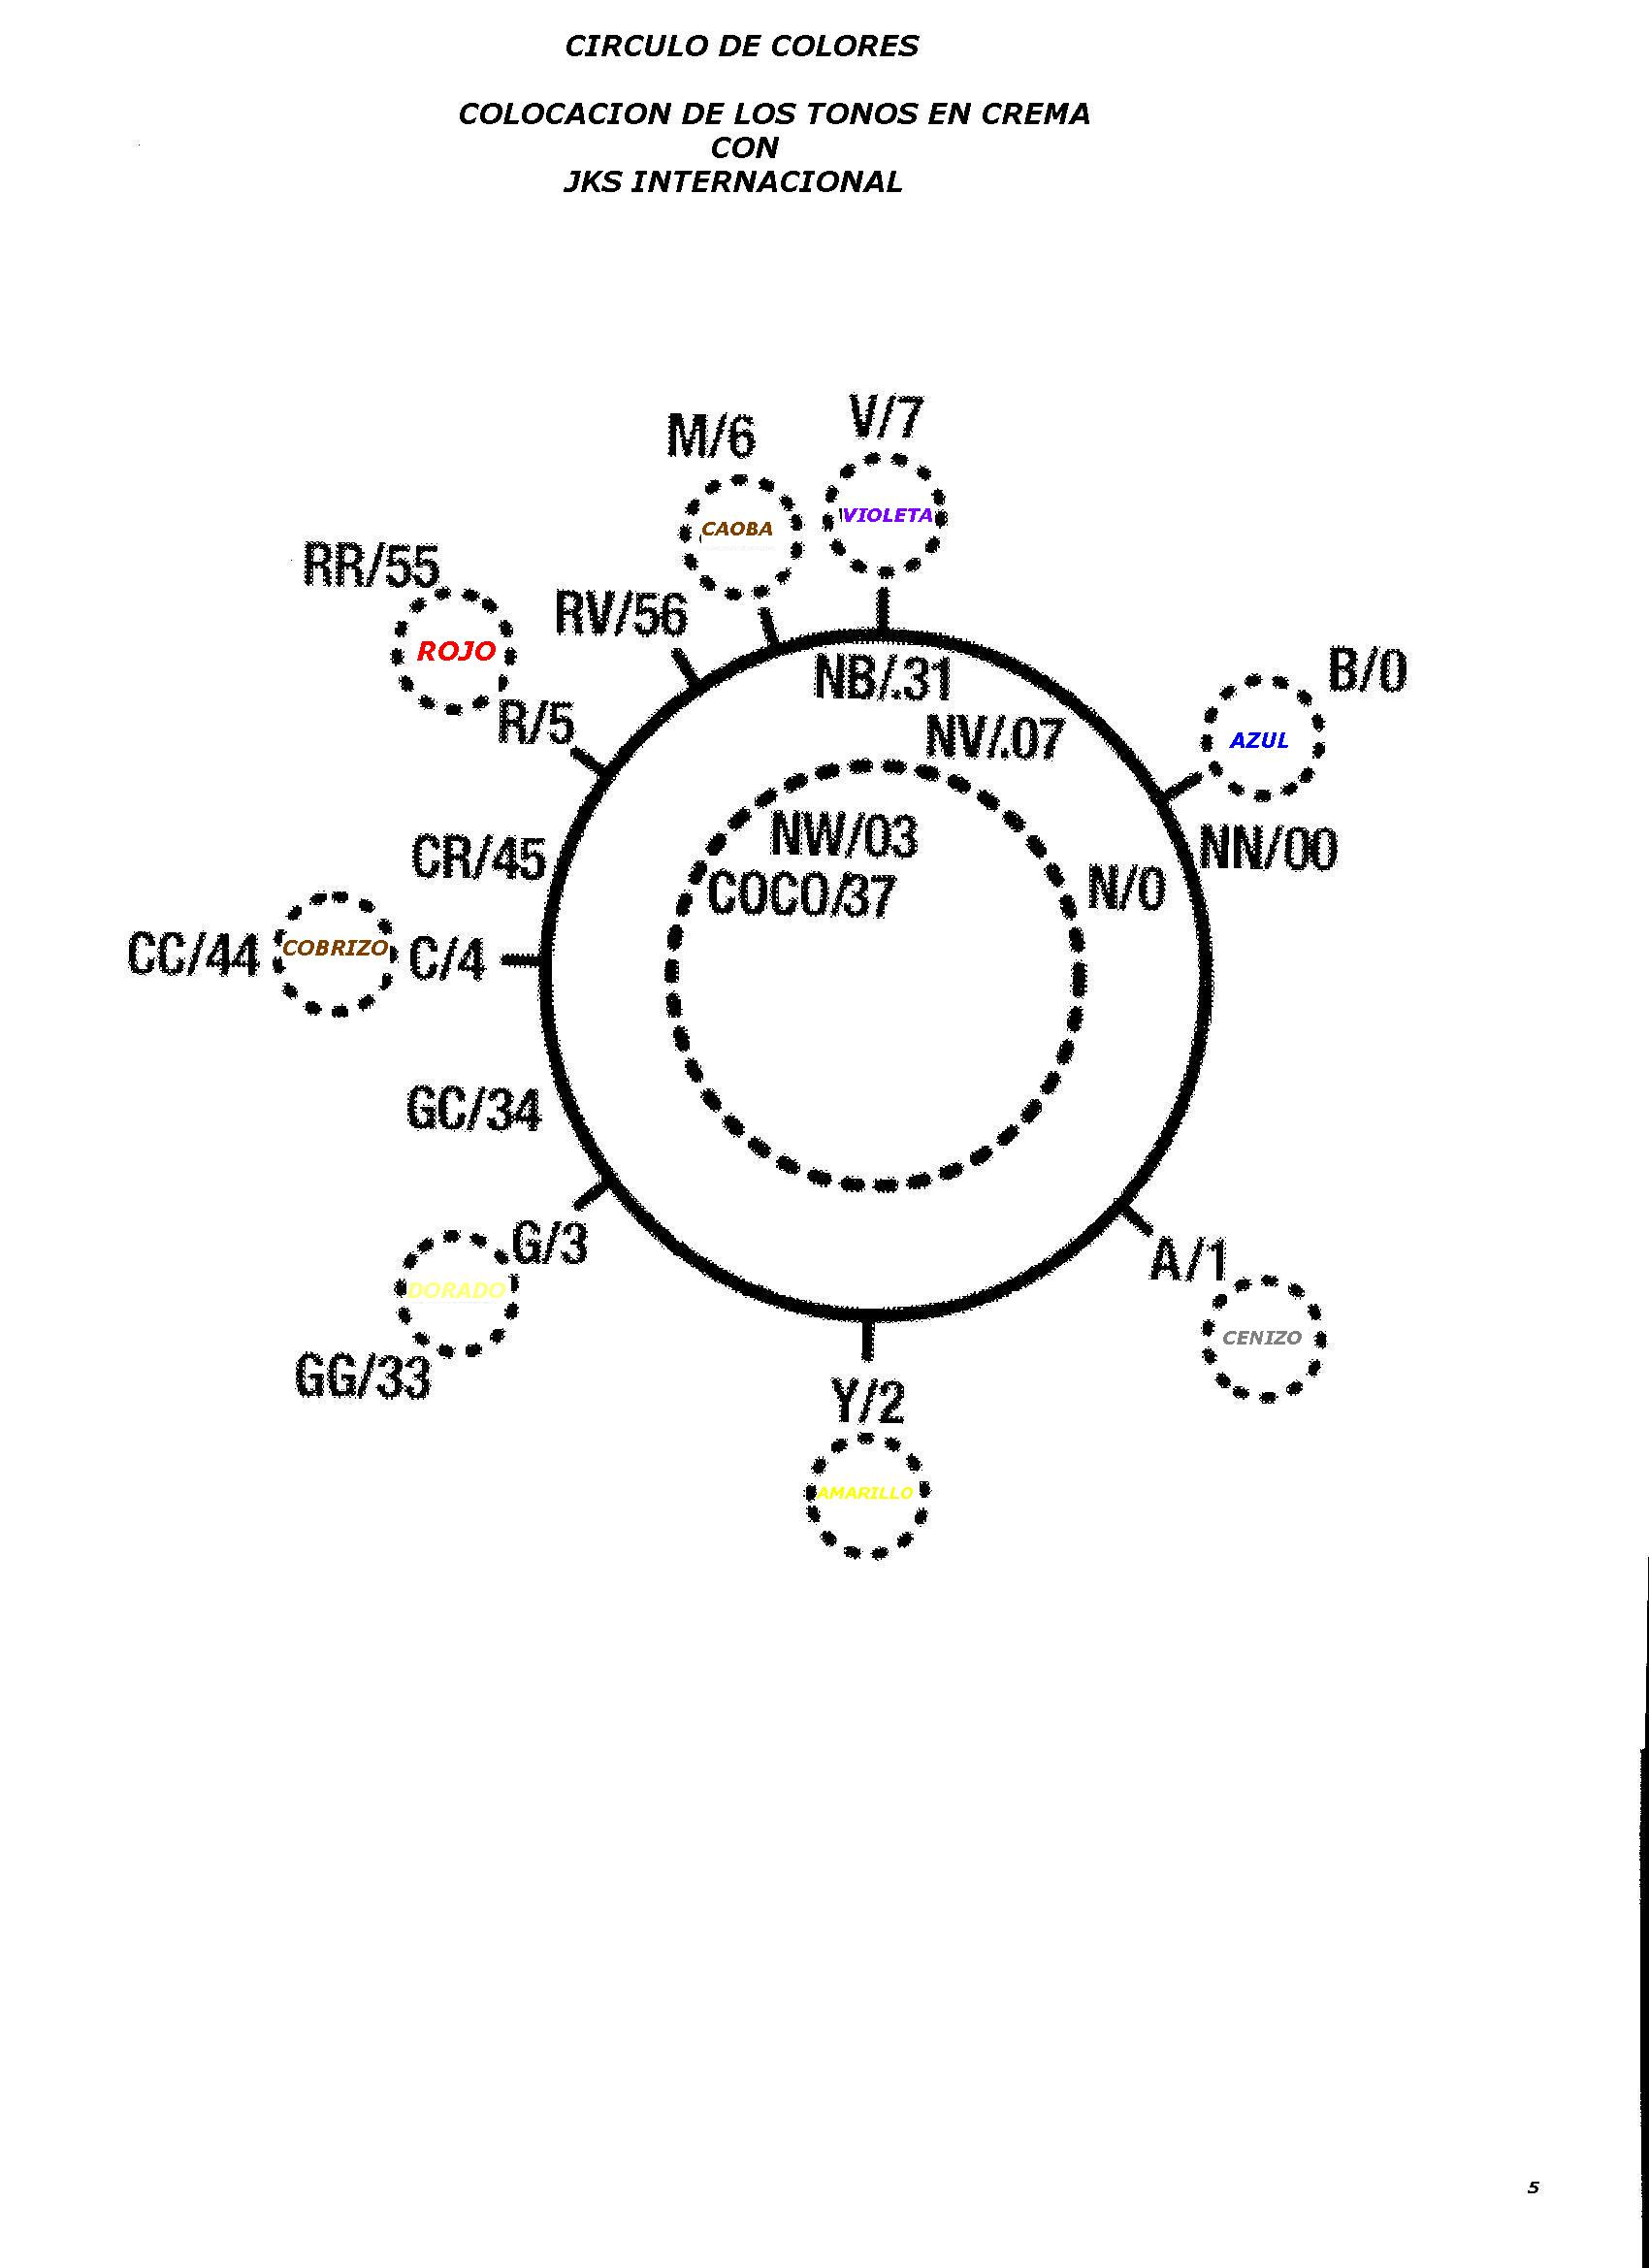 CIRCULO DE COLORES
COLOCACION DE LOS TONOS EN CREMA
CON
JKS INTERNACIONAL
V/7
M/6
VIOLETA
CAOBA
RR/55
RV/56
ROJO
R/5
NB/.31
B/0
NV/.07
AZUL
NW/03
CR/45
NN/00
COCO/37
N/0
CC/44
COBRIZO
C/4
GC/34
G/3
A/1
DORADO
CENIZO
GG/33
Y/2
AMARILLO
5